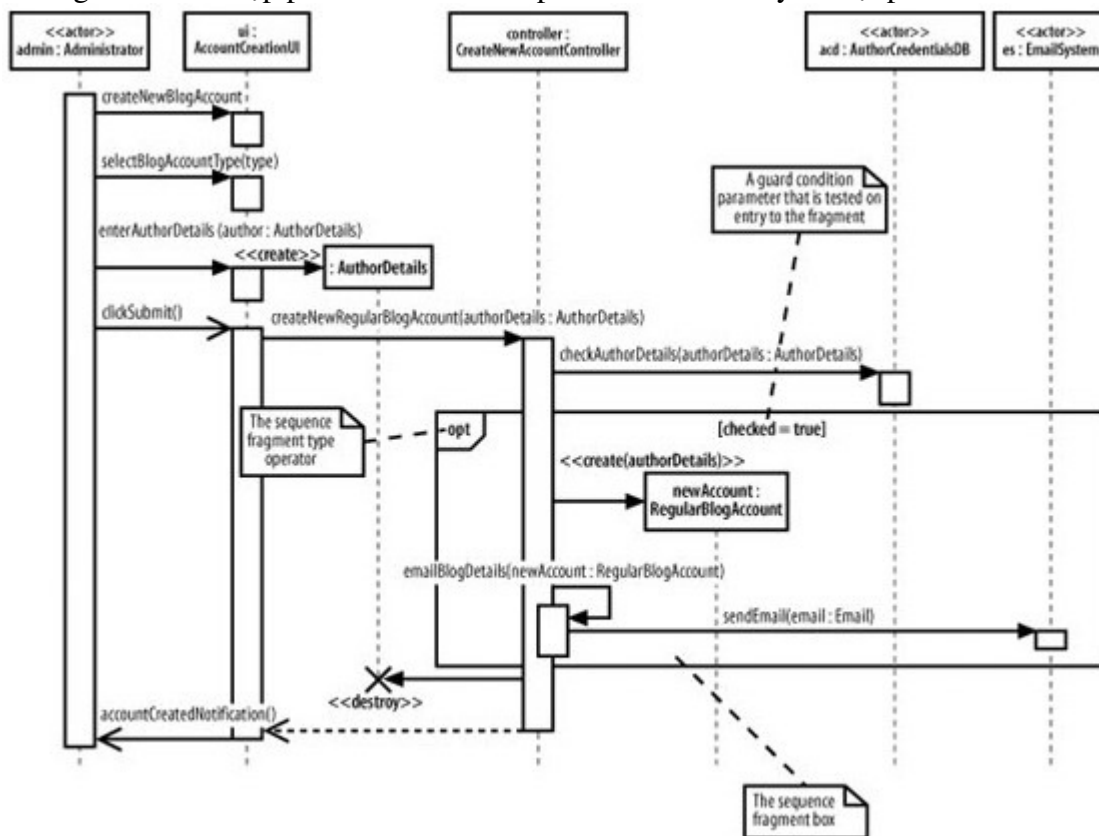 <<actor>>
admin : Administrator
ui :
AccountCreationUI
controller :
CreateNewAccountController
<<actor>>
acd : AuthorCredentialsDB
<<actor>>
es : EmailSystem
createNewBlogAccount
selectBlogAccountType(type)
A guard condition
parameter that is tested on
entry to the fragment
enterAuthorDetails (author : AuthorDetails)
<<create>>
: AuthorDetails
clickSubmit()
createNewRegularBlogAccount(authorDetails : AuthorDetails)
checkAuthorDetails(authorDetails : AuthorDetails)
The sequence
fragment type
operator
opt
[checked = true]
<<create(authorDetails)>>
newAccount :
RegularBlogAccount
emailBlogDetails(newAccount : RegularBlogAccount)
sendEmail(email : Email)
<<destroy>>
accountCreatedNotification()
The sequence
fragment box